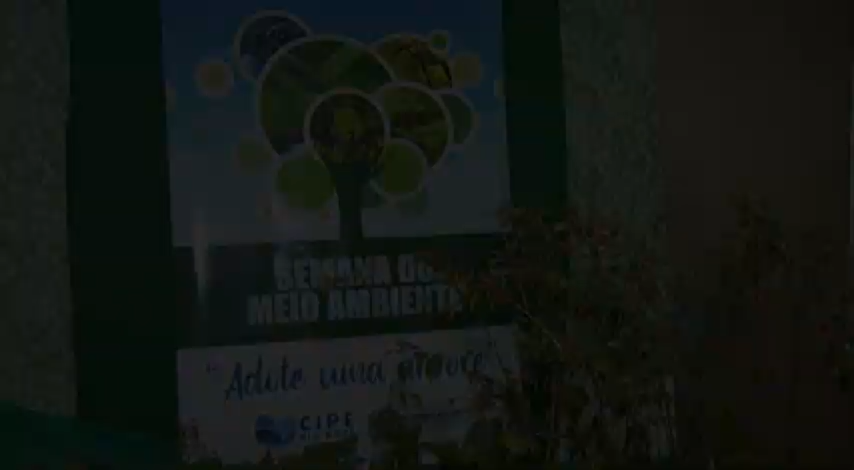 SEMANA DO
MEIO AMBIENTE
"Adote uma árvore"
CIPE